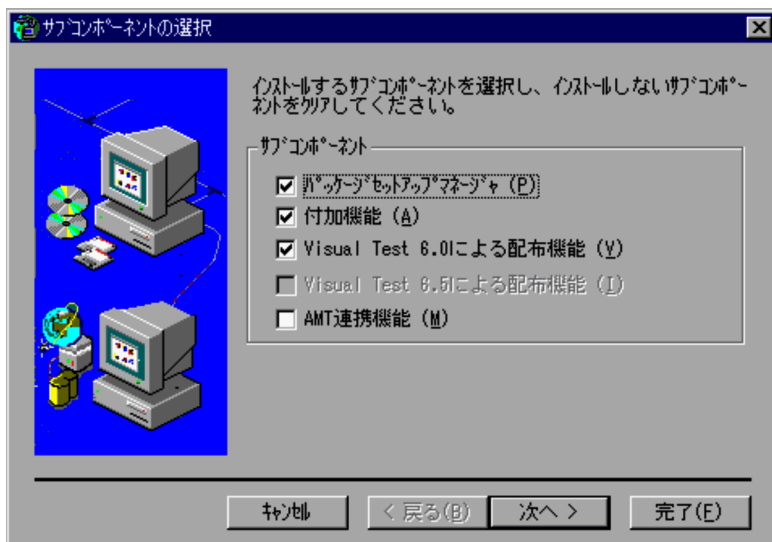 サブコンポーネントの選択
インストールするサブコンポーネントを選択し、インストールしないサブコンポー
ネントをクリアしてください。
サブコンポーネント
パッケージセットアップマネージャ (P)
付加機能 (A)
Visual Test 6.0による配布機能 (V)
Visual Test 6.5による配布機能 (I)
AMT連携機能 (M)
キャンセル
< 戻る(B)
次へ >
完了(F)